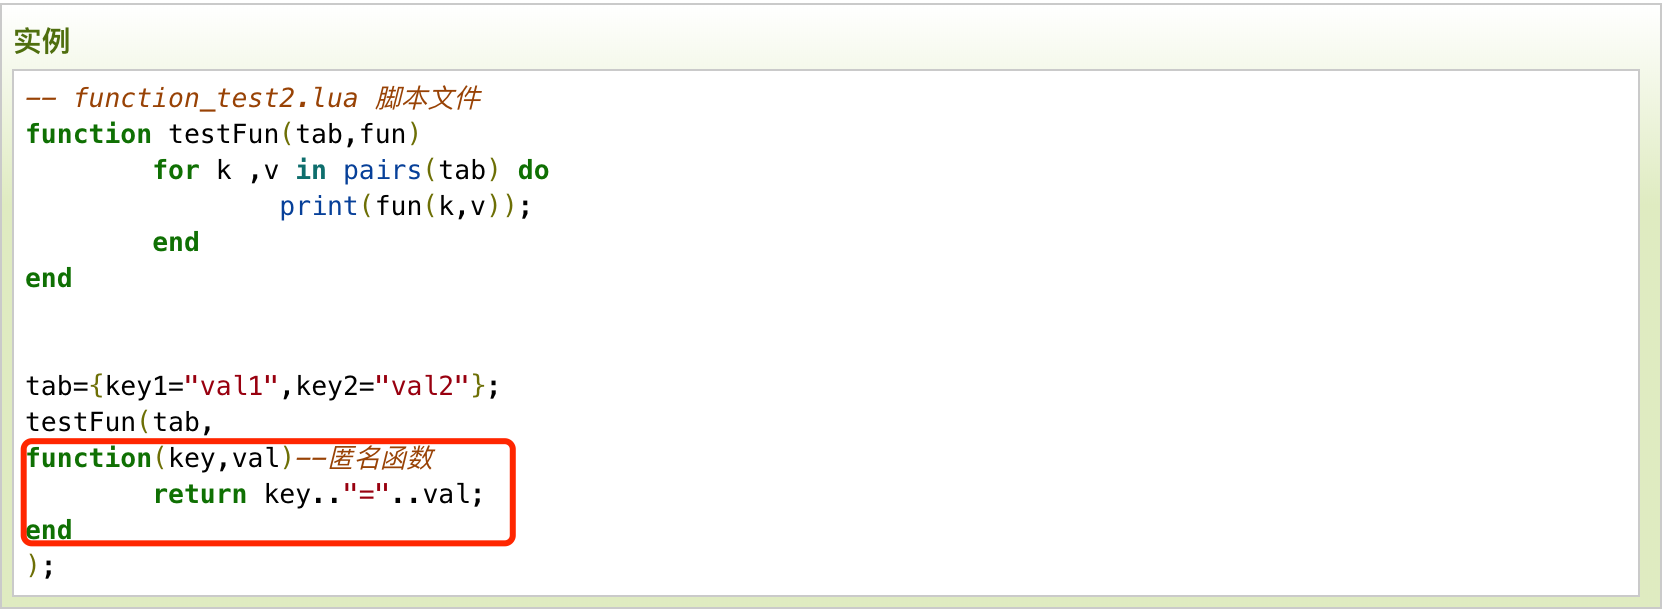 实例
-- function_test2.lua 脚本文件
function testFun(tab,fun)
        for k ,v in pairs(tab) do
                print(fun(k,v));
        end
end
tab={key1="val1",key2="val2"};
testFun(tab,
function(key,val)--匿名函数
        return key.."="..val;
end
);